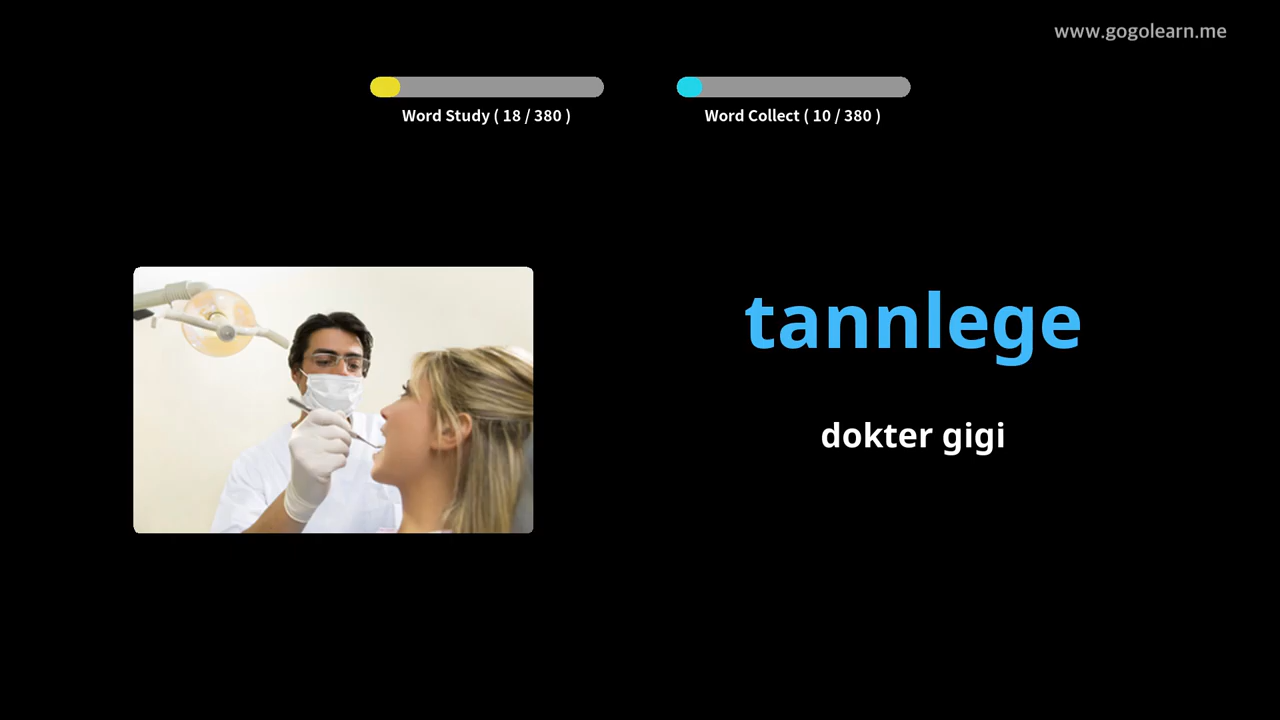 www.gogolearn.me
Word Study ( 18 / 380 )
Word Collect ( 10 / 380 )
tannlege
dokter gigi